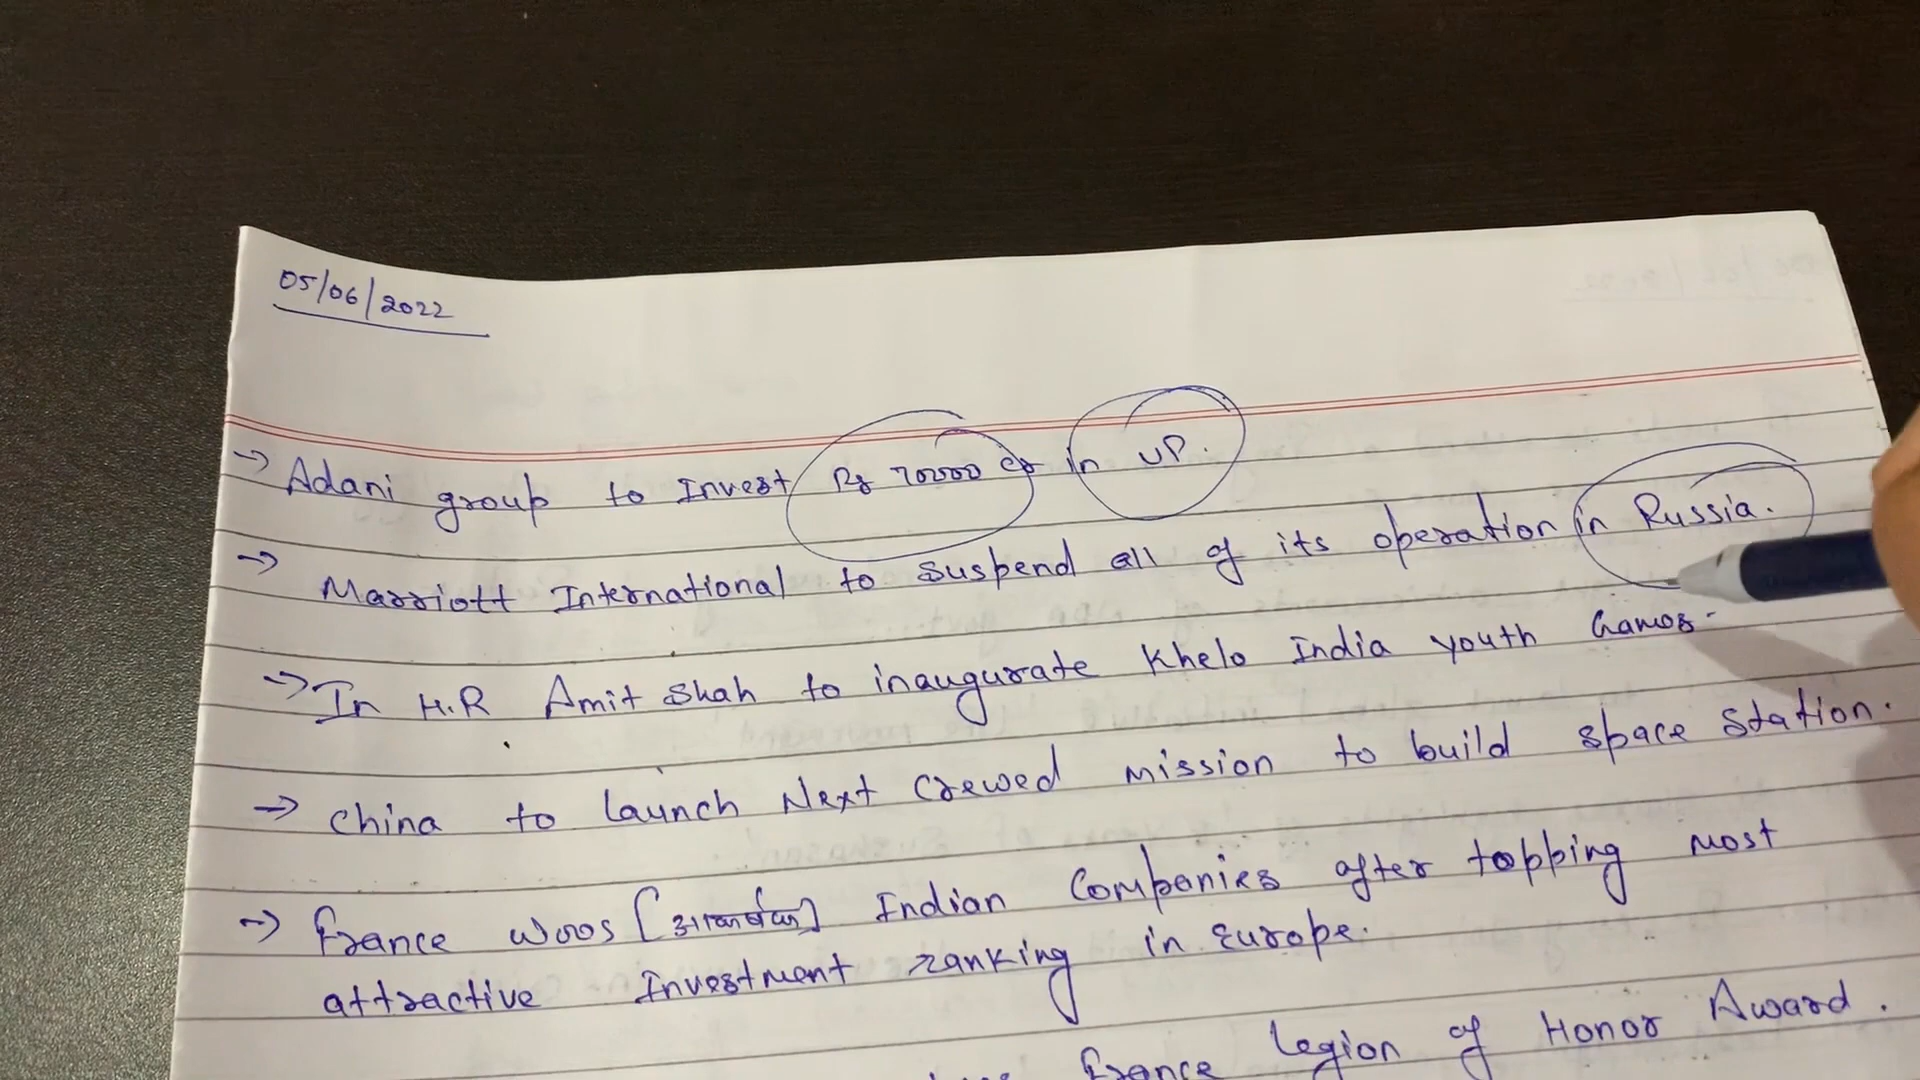 05/06/2022
→ Adani group to Invest Rs 70000 cr in UP.
→ Marriott International to suspend all of its operation in Russia.
→ In H.R Amit Shah to inaugurate Khelo India youth Games.
→ China to launch Next Crewed mission to build space station.
→ France woos [आकर्षक] Indian Companies after topping most
attractive Investment ranking in Europe.
France legion of Honor Award.